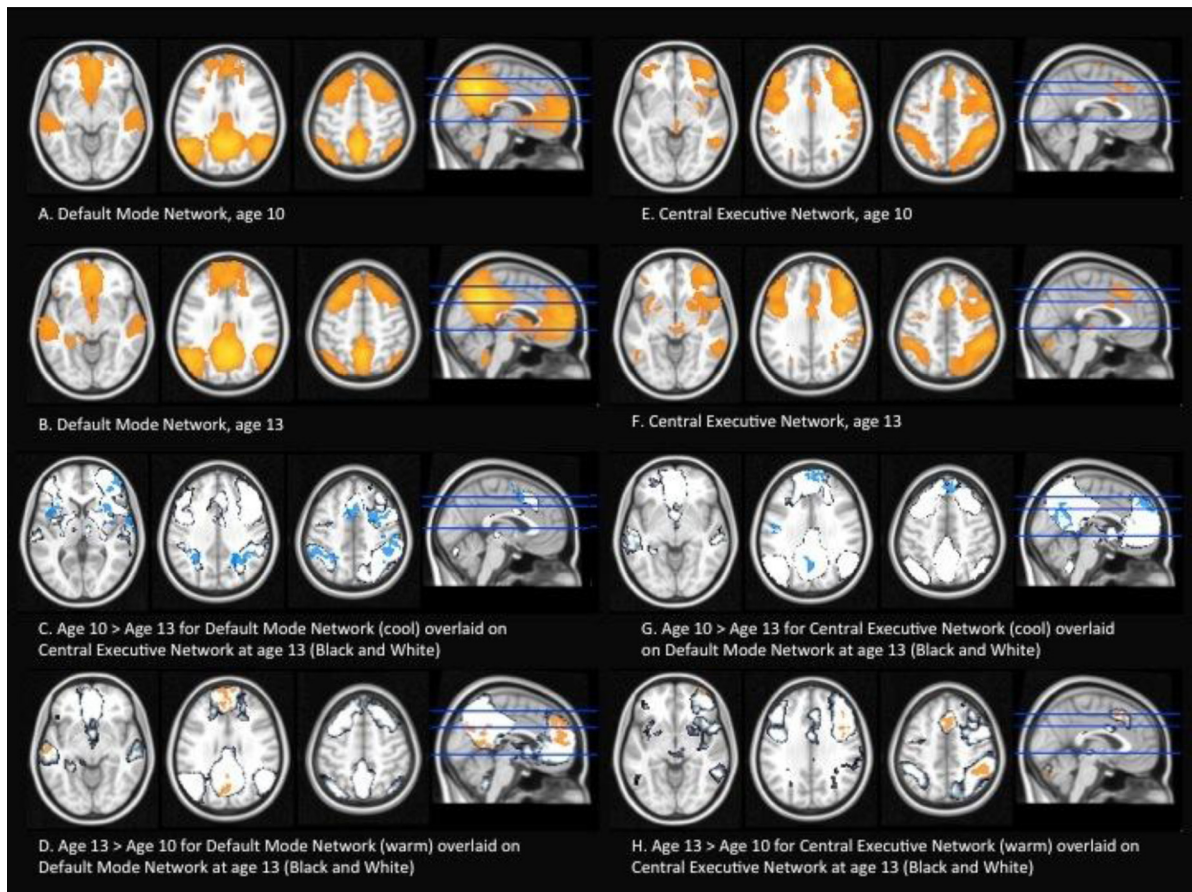 A. Default Mode Network, age 10
E. Central Executive Network, age 10
B. Default Mode Network, age 13
F. Central Executive Network, age 13
C. Age 10 > Age 13 for Default Mode Network (cool) overlaid on
Central Executive Network at age 13 (Black and White)
G. Age 10 > Age 13 for Central Executive Network (cool) overlaid
on Default Mode Network at age 13 (Black and White)
D. Age 13 > Age 10 for Default Mode Network (warm) overlaid on
Default Mode Network at age 13 (Black and White)
H. Age 13 > Age 10 for Central Executive Network (warm) overlaid on
Central Executive Network at age 13 (Black and White)